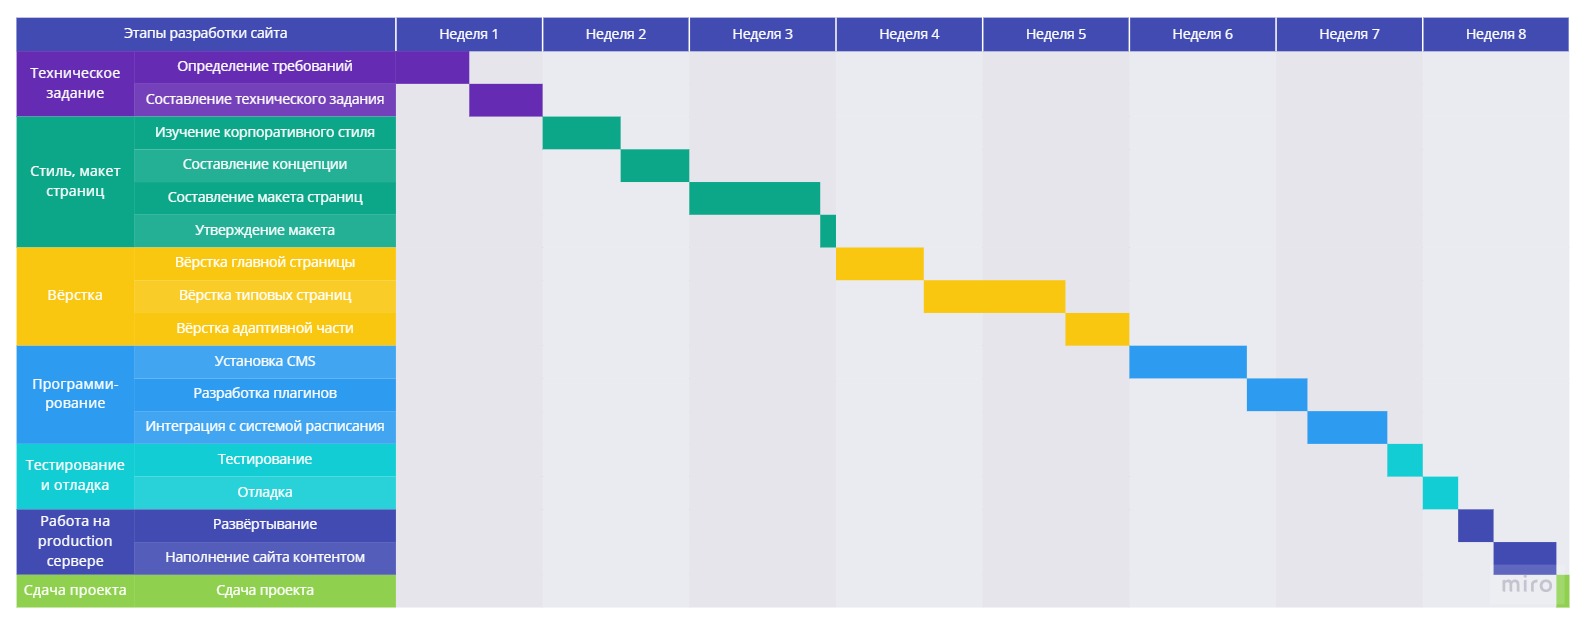 Этапы разработки сайта
Неделя 1
Неделя 2
Неделя 3
Неделя 4
Неделя 5
Неделя 6
Неделя 7
Неделя 8
Техническое
задание
Определение требований
Составление технического задания
Стиль, макет
страниц
Изучение корпоративного стиля
Составление концепции
Составление макета страниц
Утверждение макета
Вёрстка
Вёрстка главной страницы
Вёрстка типовых страниц
Вёрстка адаптивной части
Программи-
рование
Установка CMS
Разработка плагинов
Интеграция с системой расписания
Тестирование
и отладка
Тестирование
Отладка
Работа на
production
сервере
Развёртывание
Наполнение сайта контентом
Сдача проекта
Сдача проекта
miro